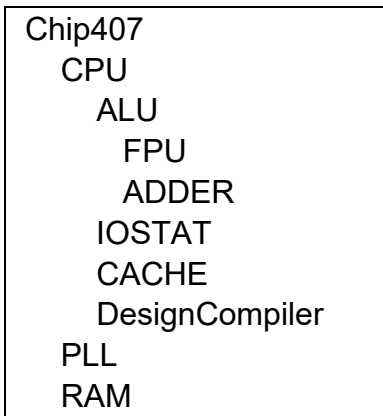 Chip407
CPU
ALU
FPU
ADDER
IOSTAT
CACHE
DesignCompiler
PLL
RAM